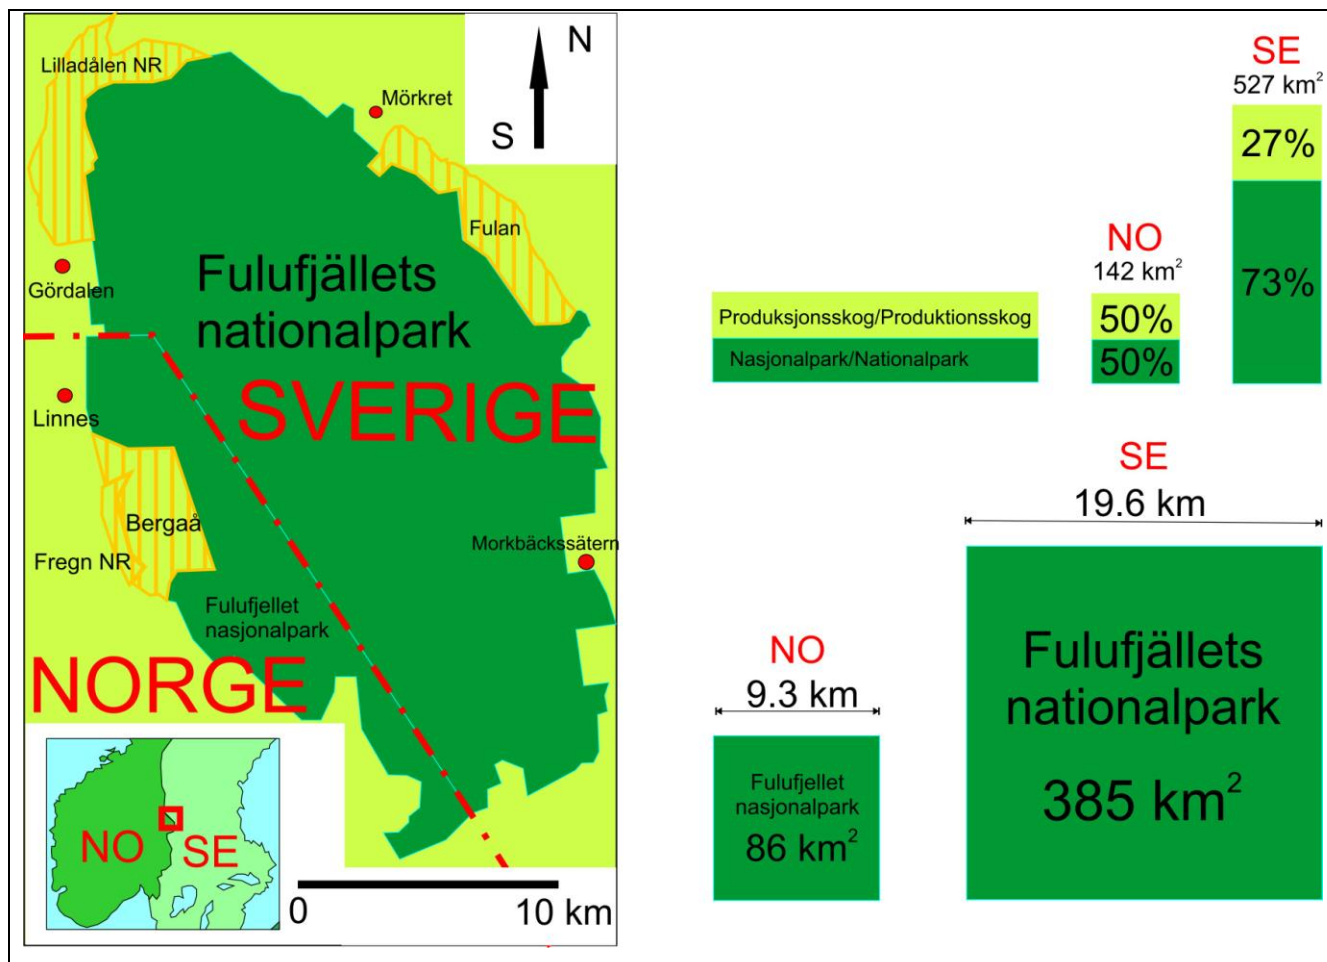 Lilladålen NR
Mörkret
N
S
Fulan
Fulufjällets
nationalpark
Gördalen
SVERIGE
Linnes
Bergaå
Fregn NR
Morkbäckssätern
Fulufjellet
nasjonalpark
NORGE
NO
SE
0
10 km
SE
527 km²
27%
73%
NO
142 km²
50%
50%
Produksjonsskog/Produktionsskog
Nasjonalpark/Nationalpark
SE
19.6 km
Fulufjällets
nationalpark
385 km²
NO
9.3 km
Fulufjellet
nasjonalpark
86 km²